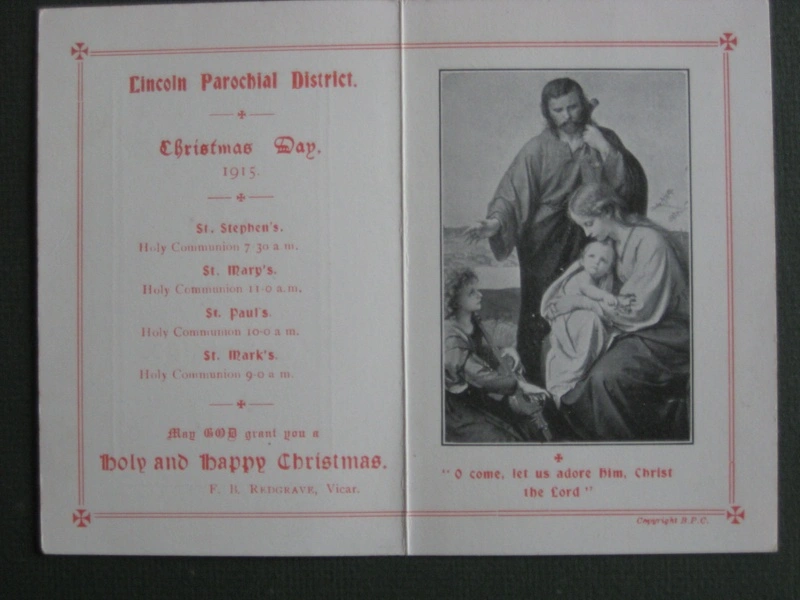 Lincoln Parochial District.
Christmas Day,
1915.
St. Stephen's.
Holy Communion 7-30 a.m.
St. Mary's.
Holy Communion 11-0 a.m.
St. Paul's.
Holy Communion 10-0 a.m.
St. Mark's.
Holy Communion 9-0 a.m.
May GOD grant you a
Holy and Happy Christmas.
F. R. REDGRAVE, Vicar.
"O come, let us adore Him, Christ
the Lord"
Copyright B.F.C.